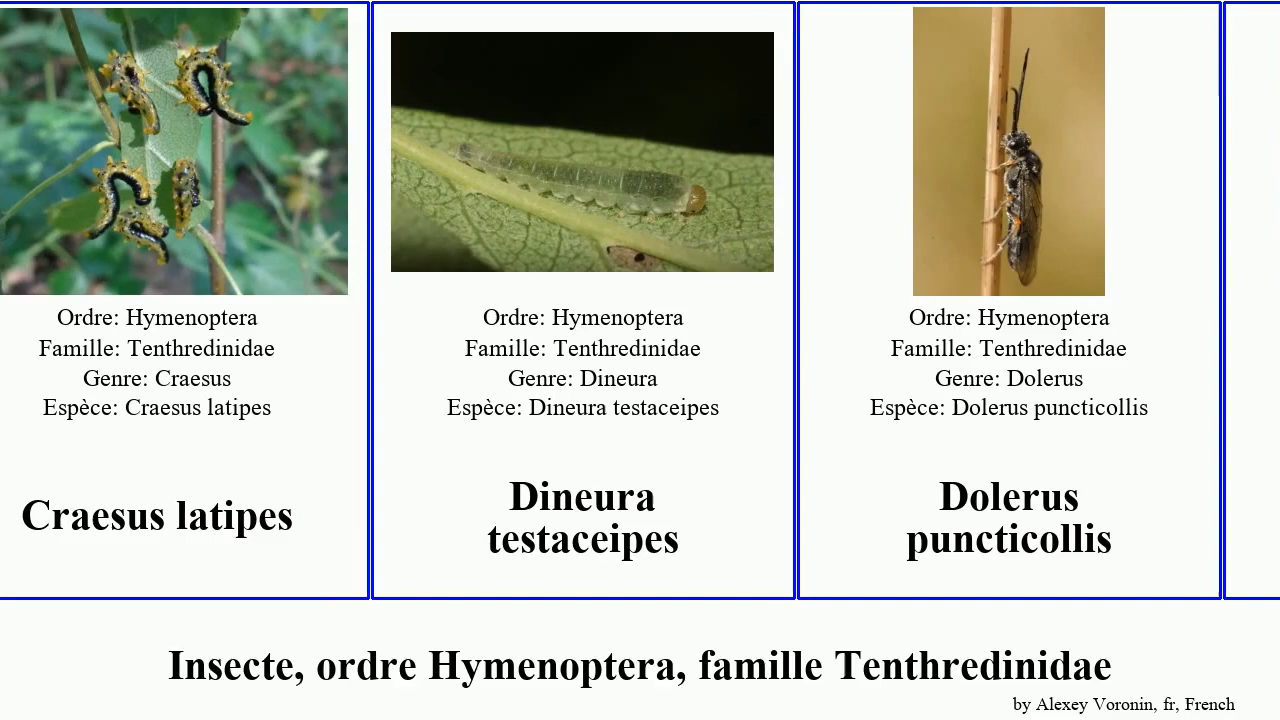 Ordre: Hymenoptera
Famille: Tenthredinidae
Genre: Craesus
Espèce: Craesus latipes
Craesus latipes
Ordre: Hymenoptera
Famille: Tenthredinidae
Genre: Dineura
Espèce: Dineura testaceipes
Dineura
testaceipes
Ordre: Hymenoptera
Famille: Tenthredinidae
Genre: Dolerus
Espèce: Dolerus puncticollis
Dolerus
puncticollis
Insecte, ordre Hymenoptera, famille Tenthredinidae
by Alexey Voronin, fr, French